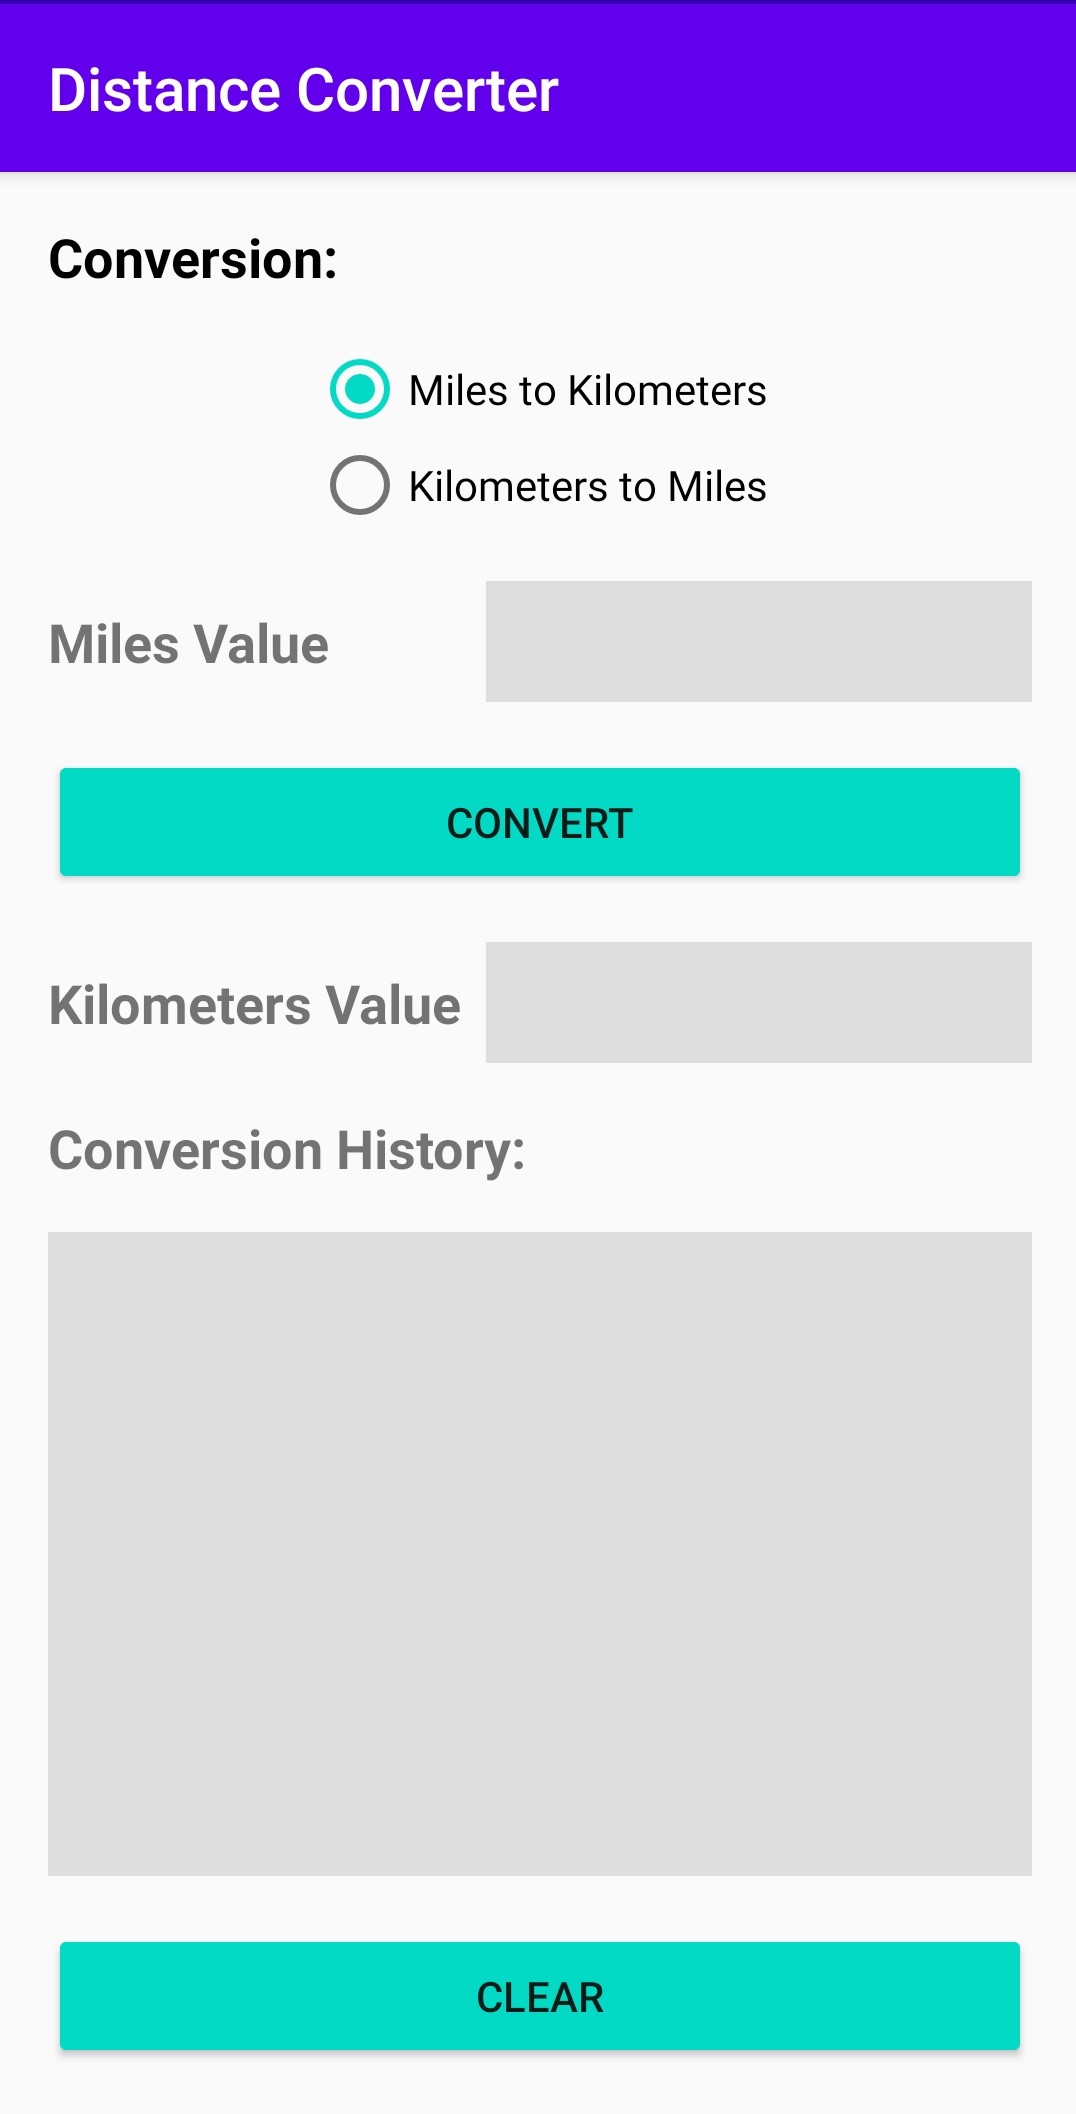 Distance Converter
Conversion:
Miles to Kilometers
Kilometers to Miles
Miles Value
CONVERT
Kilometers Value
Conversion History:
CLEAR